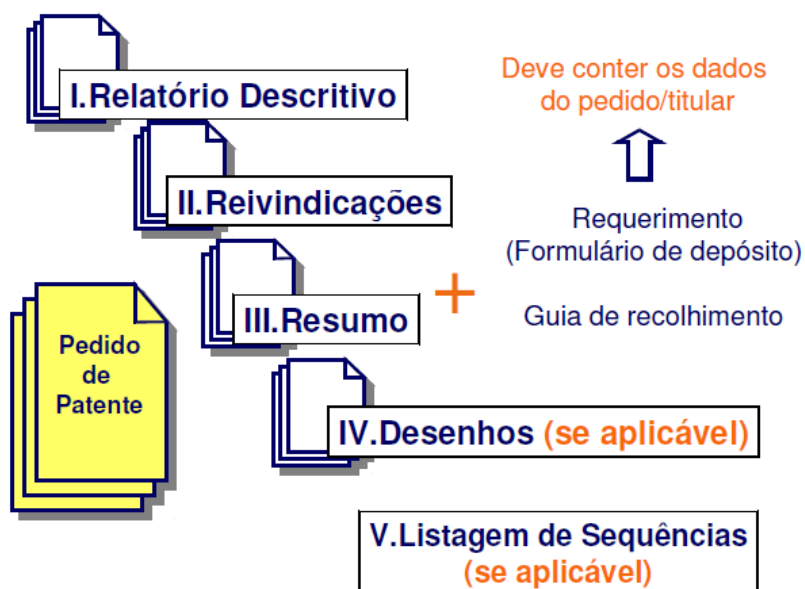 I.Relatório Descritivo
II.Reivindicações
III.Resumo
IV.Desenhos (se aplicável)
V.Listagem de Sequências
(se aplicável)
Pedido
de
Patente
+
Deve conter os dados
do pedido/titular
Requerimento
(Formulário de depósito)
Guia de recolhimento